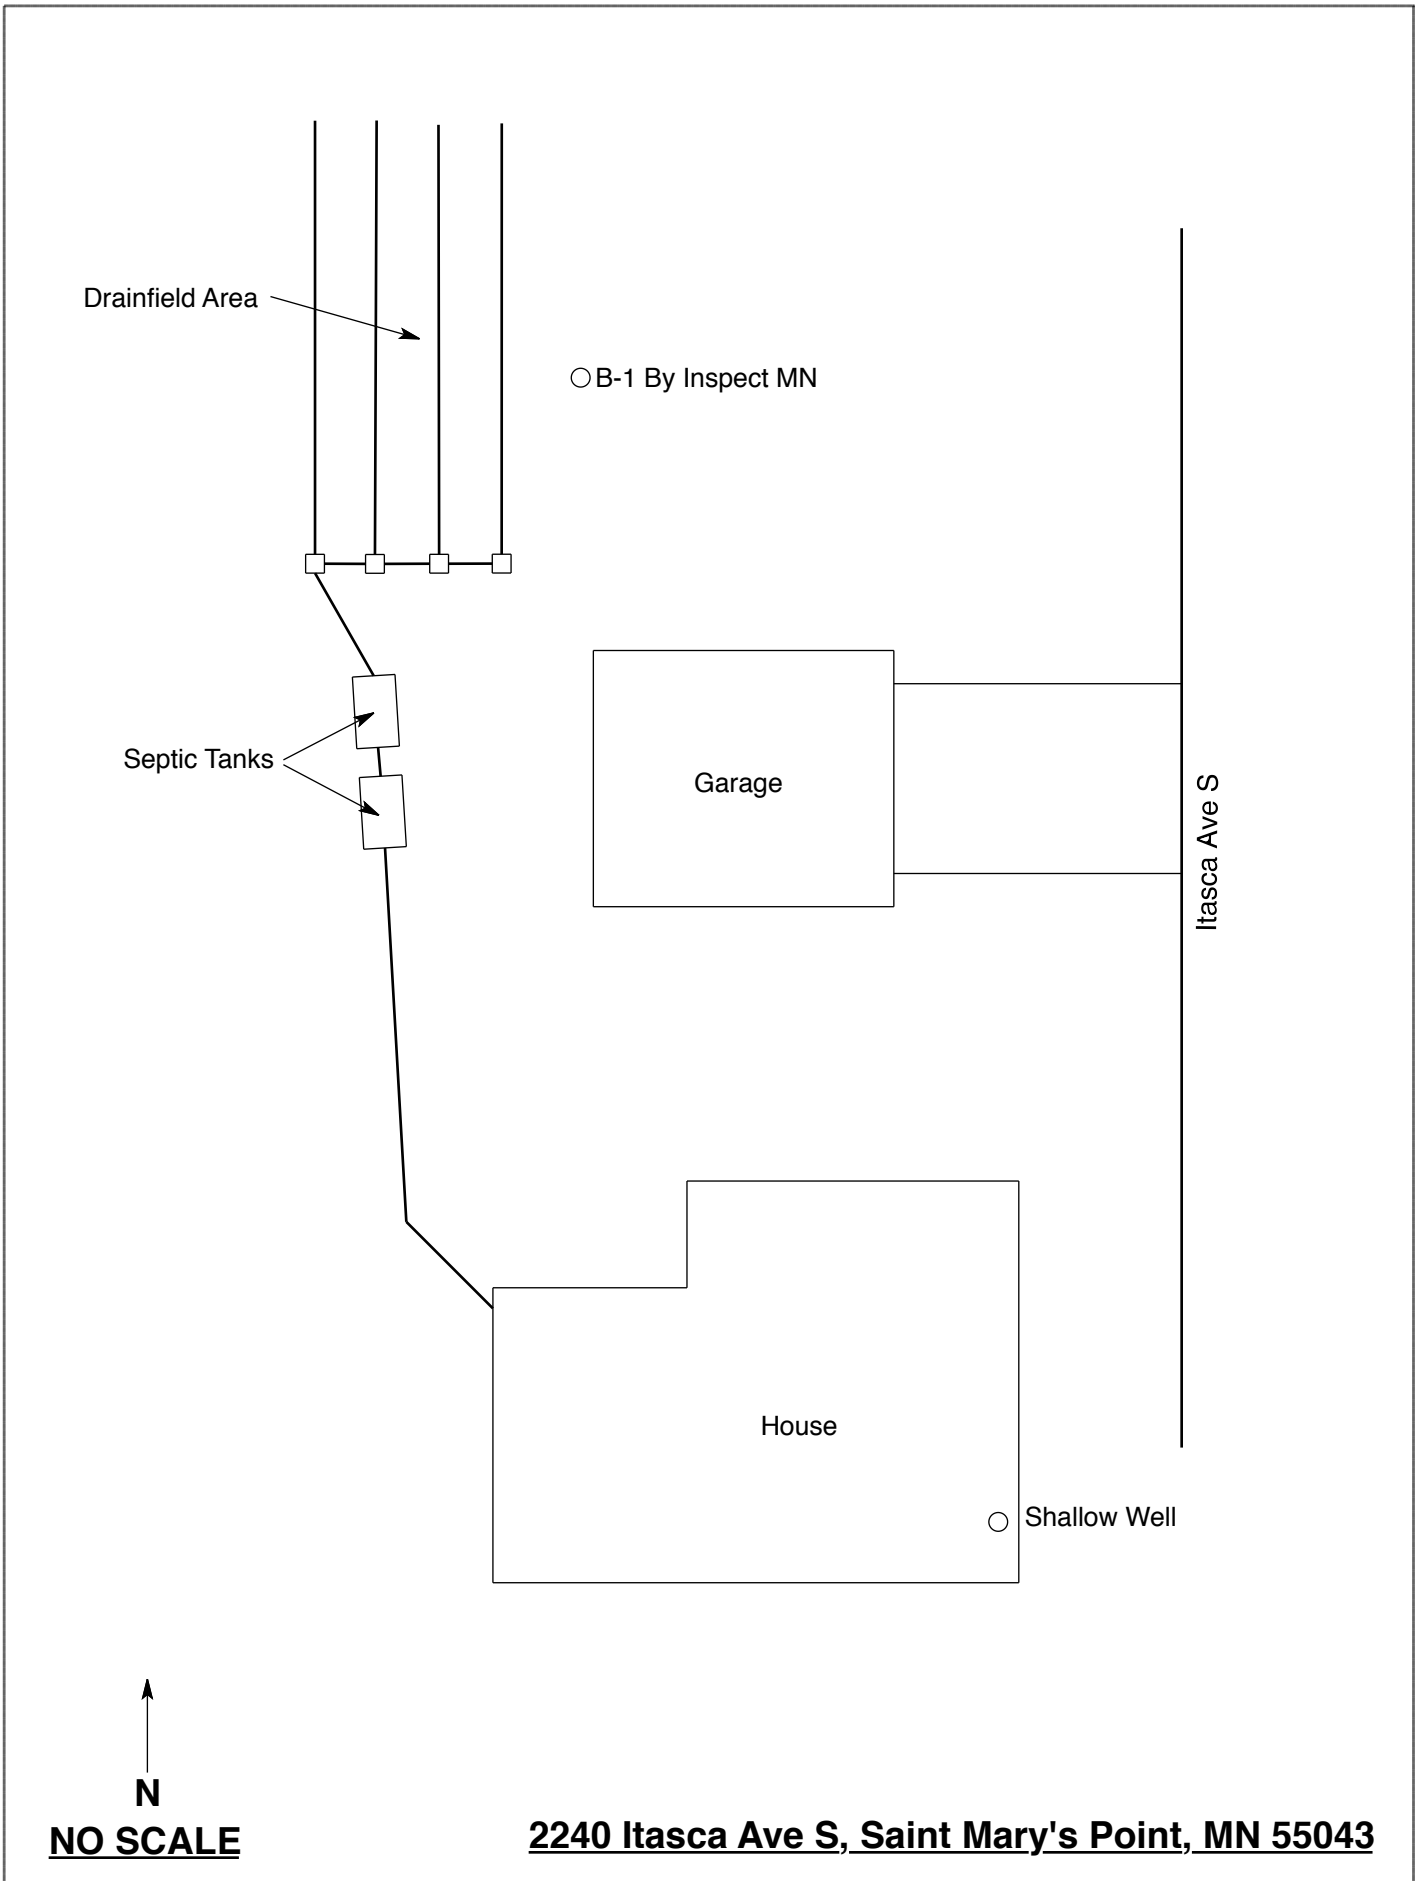 Drainfield Area
B-1 By Inspect MN
Septic Tanks
Garage
Itasca Ave S
House
Shallow Well
N
NO SCALE
2240 Itasca Ave S, Saint Mary's Point, MN 55043